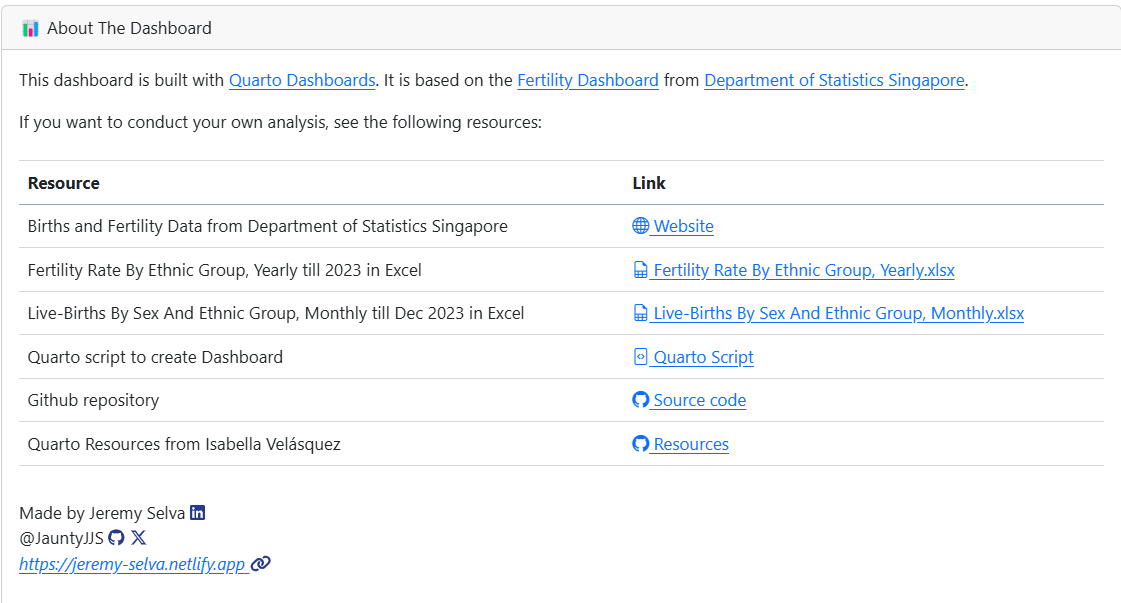 About The Dashboard
This dashboard is built with Quarto Dashboards. It is based on the Fertility Dashboard from Department of Statistics Singapore.
If you want to conduct your own analysis, see the following resources:
Resource Link
Births and Fertility Data from Department of Statistics Singapore Website
Fertility Rate By Ethnic Group, Yearly till 2023 in Excel Fertility Rate By Ethnic Group, Yearly.xlsx
Live-Births By Sex And Ethnic Group, Monthly till Dec 2023 in Excel Live-Births By Sex And Ethnic Group, Monthly.xlsx
Quarto script to create Dashboard Quarto Script
Github repository Source code
Quarto Resources from Isabella Velásquez Resources
Made by Jeremy Selva
@JauntyJJS
https://jeremy-selva.netlify.app